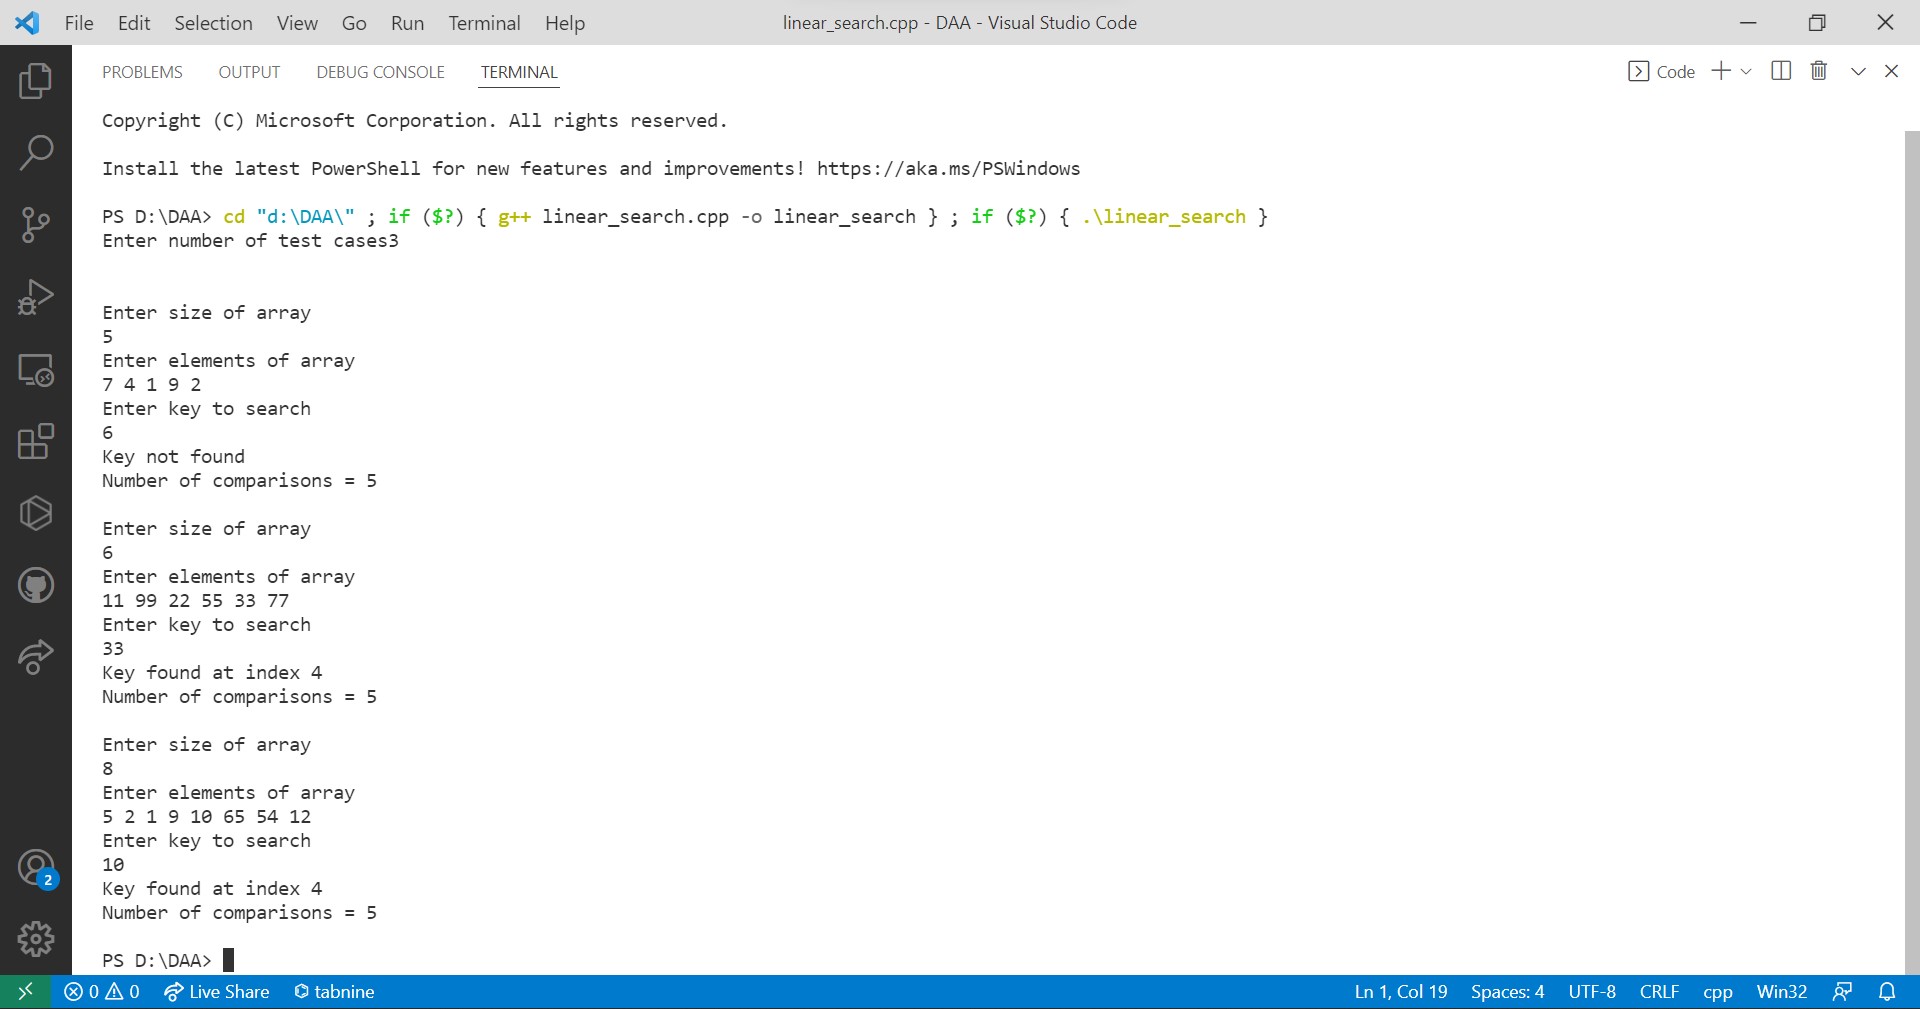 File Edit Selection View Go Run Terminal Help linear_search.cpp - DAA - Visual Studio Code
PROBLEMS OUTPUT DEBUG CONSOLE TERMINAL Code
Copyright (C) Microsoft Corporation. All rights reserved.
Install the latest PowerShell for new features and improvements! https://aka.ms/PSWindows
PS D:\DAA> cd "d:\DAA\" ; if ($?) { g++ linear_search.cpp -o linear_search } ; if ($?) { .\linear_search }
Enter number of test cases3
Enter size of array
5
Enter elements of array
7 4 1 9 2
Enter key to search
6
Key not found
Number of comparisons = 5
Enter size of array
6
Enter elements of array
11 99 22 55 33 77
Enter key to search
33
Key found at index 4
Number of comparisons = 5
Enter size of array
8
Enter elements of array
5 2 1 9 10 65 54 12
Enter key to search
10
Key found at index 4
Number of comparisons = 5
2
PS D:\DAA>
0 0 Live Share tabnine Ln 1, Col 19 Spaces: 4 UTF-8 CRLF cpp Win32